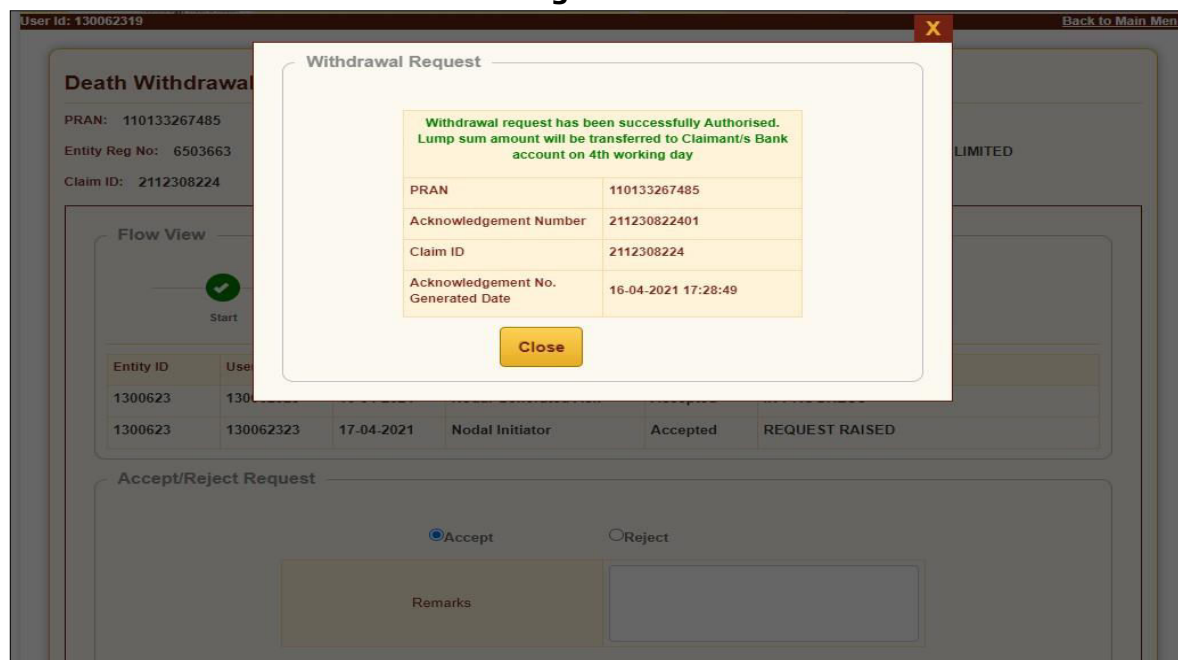 User Id: 130062319
Back to Main Men
X
Withdrawal Request
Withdrawal request has been successfully Authorised.
Lump sum amount will be transferred to Claimant/s Bank
account on 4th working day
PRAN 110133267485
Acknowledgement Number 211230822401
Claim ID 2112308224
Acknowledgement No.
Generated Date 16-04-2021 17:28:49
Close
Death Withdrawal
PRAN: 110133267485
Entity Reg No: 6503663 LIMITED
Claim ID: 2112308224
Flow View
Start
Entity ID Use
1300623
1300623 130062323 17-04-2021 Nodal Initiator Accepted REQUEST RAISED
Accept/Reject Request
Accept Reject
Remarks